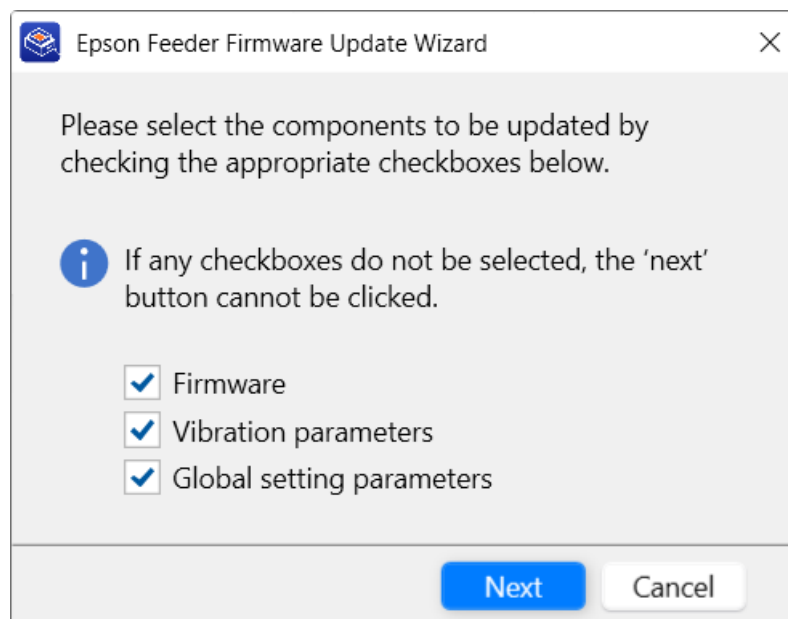 Epson Feeder Firmware Update Wizard
Please select the components to be updated by
checking the appropriate checkboxes below.
If any checkboxes do not be selected, the ‘next’
button cannot be clicked.
Firmware
Vibration parameters
Global setting parameters
Next Cancel